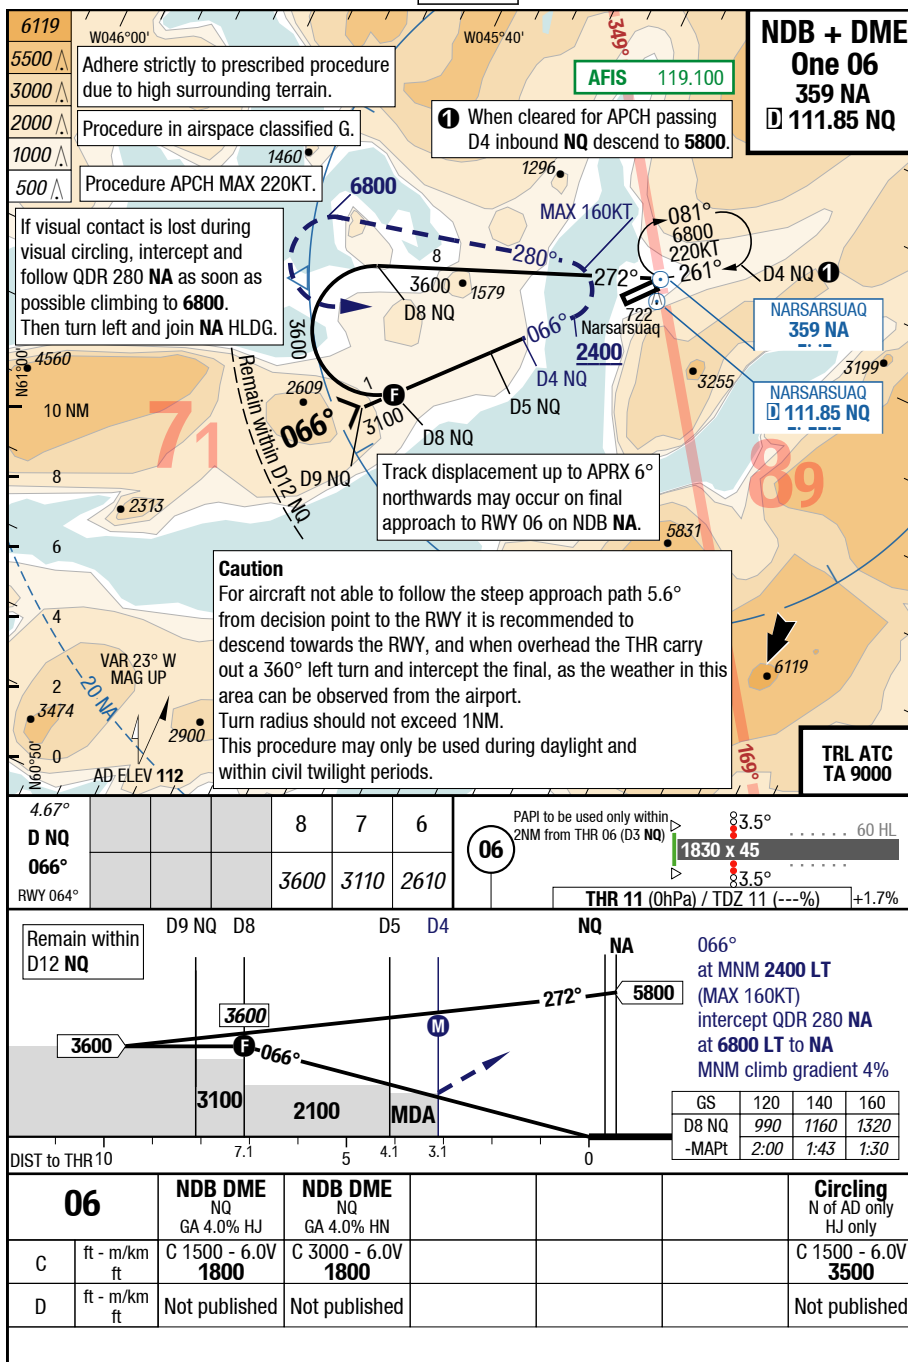 6119
5500
3000
2000
1000
500
W046°00'
W045°40'
349°
NDB + DME
One 06
359 NA
D 111.85 NQ
Adhere strictly to prescribed procedure
due to high surrounding terrain.
AFIS 119.100
Procedure in airspace classified G.
1 When cleared for APCH passing
D4 inbound NQ descend to 5800.
1460
1296
Procedure APCH MAX 220KT.
6800
MAX 160KT
081°
6800
220KT
261°
If visual contact is lost during
visual circling, intercept and
follow QDR 280 NA as soon as
possible climbing to 6800.
Then turn left and join NA HLDG.
280°
8
3600
1579
272°
D4 NQ 1
D8 NQ
722
Narsarsuaq
NARSARSUAQ
359 NA
3600
066°
2400
4560
N61°00'
Remain within D12 NQ
D4 NQ
3199
3255
2609
1
F
D5 NQ
NARSARSUAQ
D 111.85 NQ
10 NM
71
066°
3100
D8 NQ
89
8
D9 NQ
Track displacement up to APRX 6°
northwards may occur on final
approach to RWY 06 on NDB NA.
2313
6
5831
Caution
For aircraft not able to follow the steep approach path 5.6°
from decision point to the RWY it is recommended to
descend towards the RWY, and when overhead the THR carry
out a 360° left turn and intercept the final, as the weather in this
area can be observed from the airport.
Turn radius should not exceed 1NM.
This procedure may only be used during daylight and
within civil twilight periods.
4
VAR 23° W
MAG UP
6119
2
20 NA
3474
2900
0
N60°50'
AD ELEV 112
169°
TRL ATC
TA 9000
4.67°
D NQ 8 7 6
066°
RWY 064° 3600 3110 2610
06
PAPI to be used only within
2NM from THR 06 (D3 NQ)
3.5°
60 HL
1830 x 45
3.5°
THR 11 (0hPa) / TDZ 11 (---%) +1.7%
D9 NQ D8 D5 D4 NQ
NA
Remain within
D12 NQ
066°
at MNM 2400 LT
(MAX 160KT)
intercept QDR 280 NA
at 6800 LT to NA
MNM climb gradient 4%
272°
5800
3600
M
3600
F
066°
3100
2100
MDA
GS 120 140 160
D8 NQ 990 1160 1320
-MAPt 2:00 1:43 1:30
DIST to THR 10 7.1 5 4.1 3.1 0
06 NDB DME NDB DME Circling
NQ NQ N of AD only
GA 4.0% HJ GA 4.0% HN HJ only
C ft - m/km C 1500 - 6.0V C 3000 - 6.0V C 1500 - 6.0V
ft 1800 1800 3500
D ft - m/km Not published Not published Not published
ft